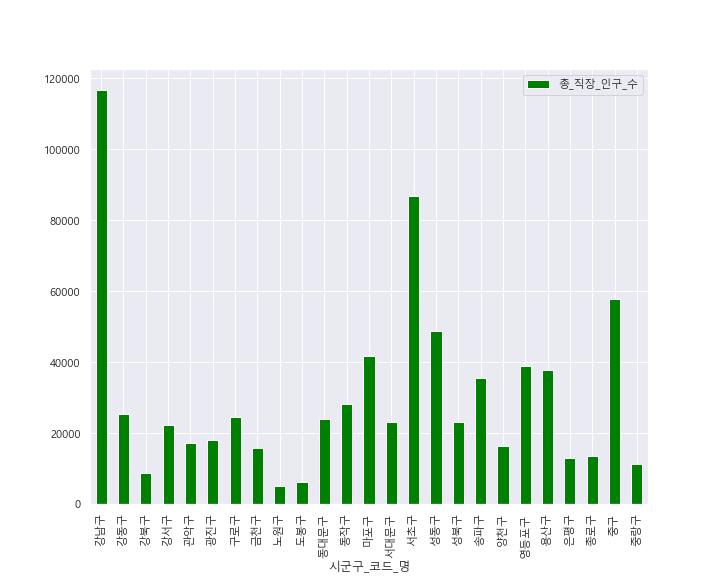 총_직장_인구_수
120000
100000
80000
60000
40000
20000
0
강남구
강동구
강북구
강서구
관악구
광진구
구로구
금천구
노원구
도봉구
동대문구
동작구
마포구
서대문구
서초구
성동구
성북구
송파구
양천구
영등포구
용산구
은평구
종로구
중구
중랑구
시군구_코드_명